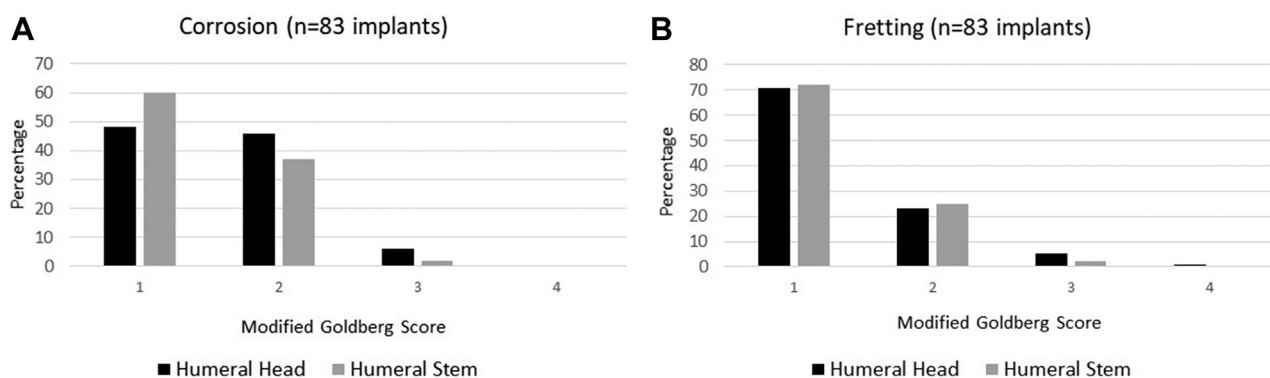 A
Corrosion (n=83 implants)
70
60
50
40
30
20
10
0
Percentage
1 2 3 4
Modified Goldberg Score
Humeral Head Humeral Stem
B
Fretting (n=83 implants)
80
70
60
50
40
30
20
10
0
Percentage
1 2 3 4
Modified Goldberg Score
Humeral Head Humeral Stem